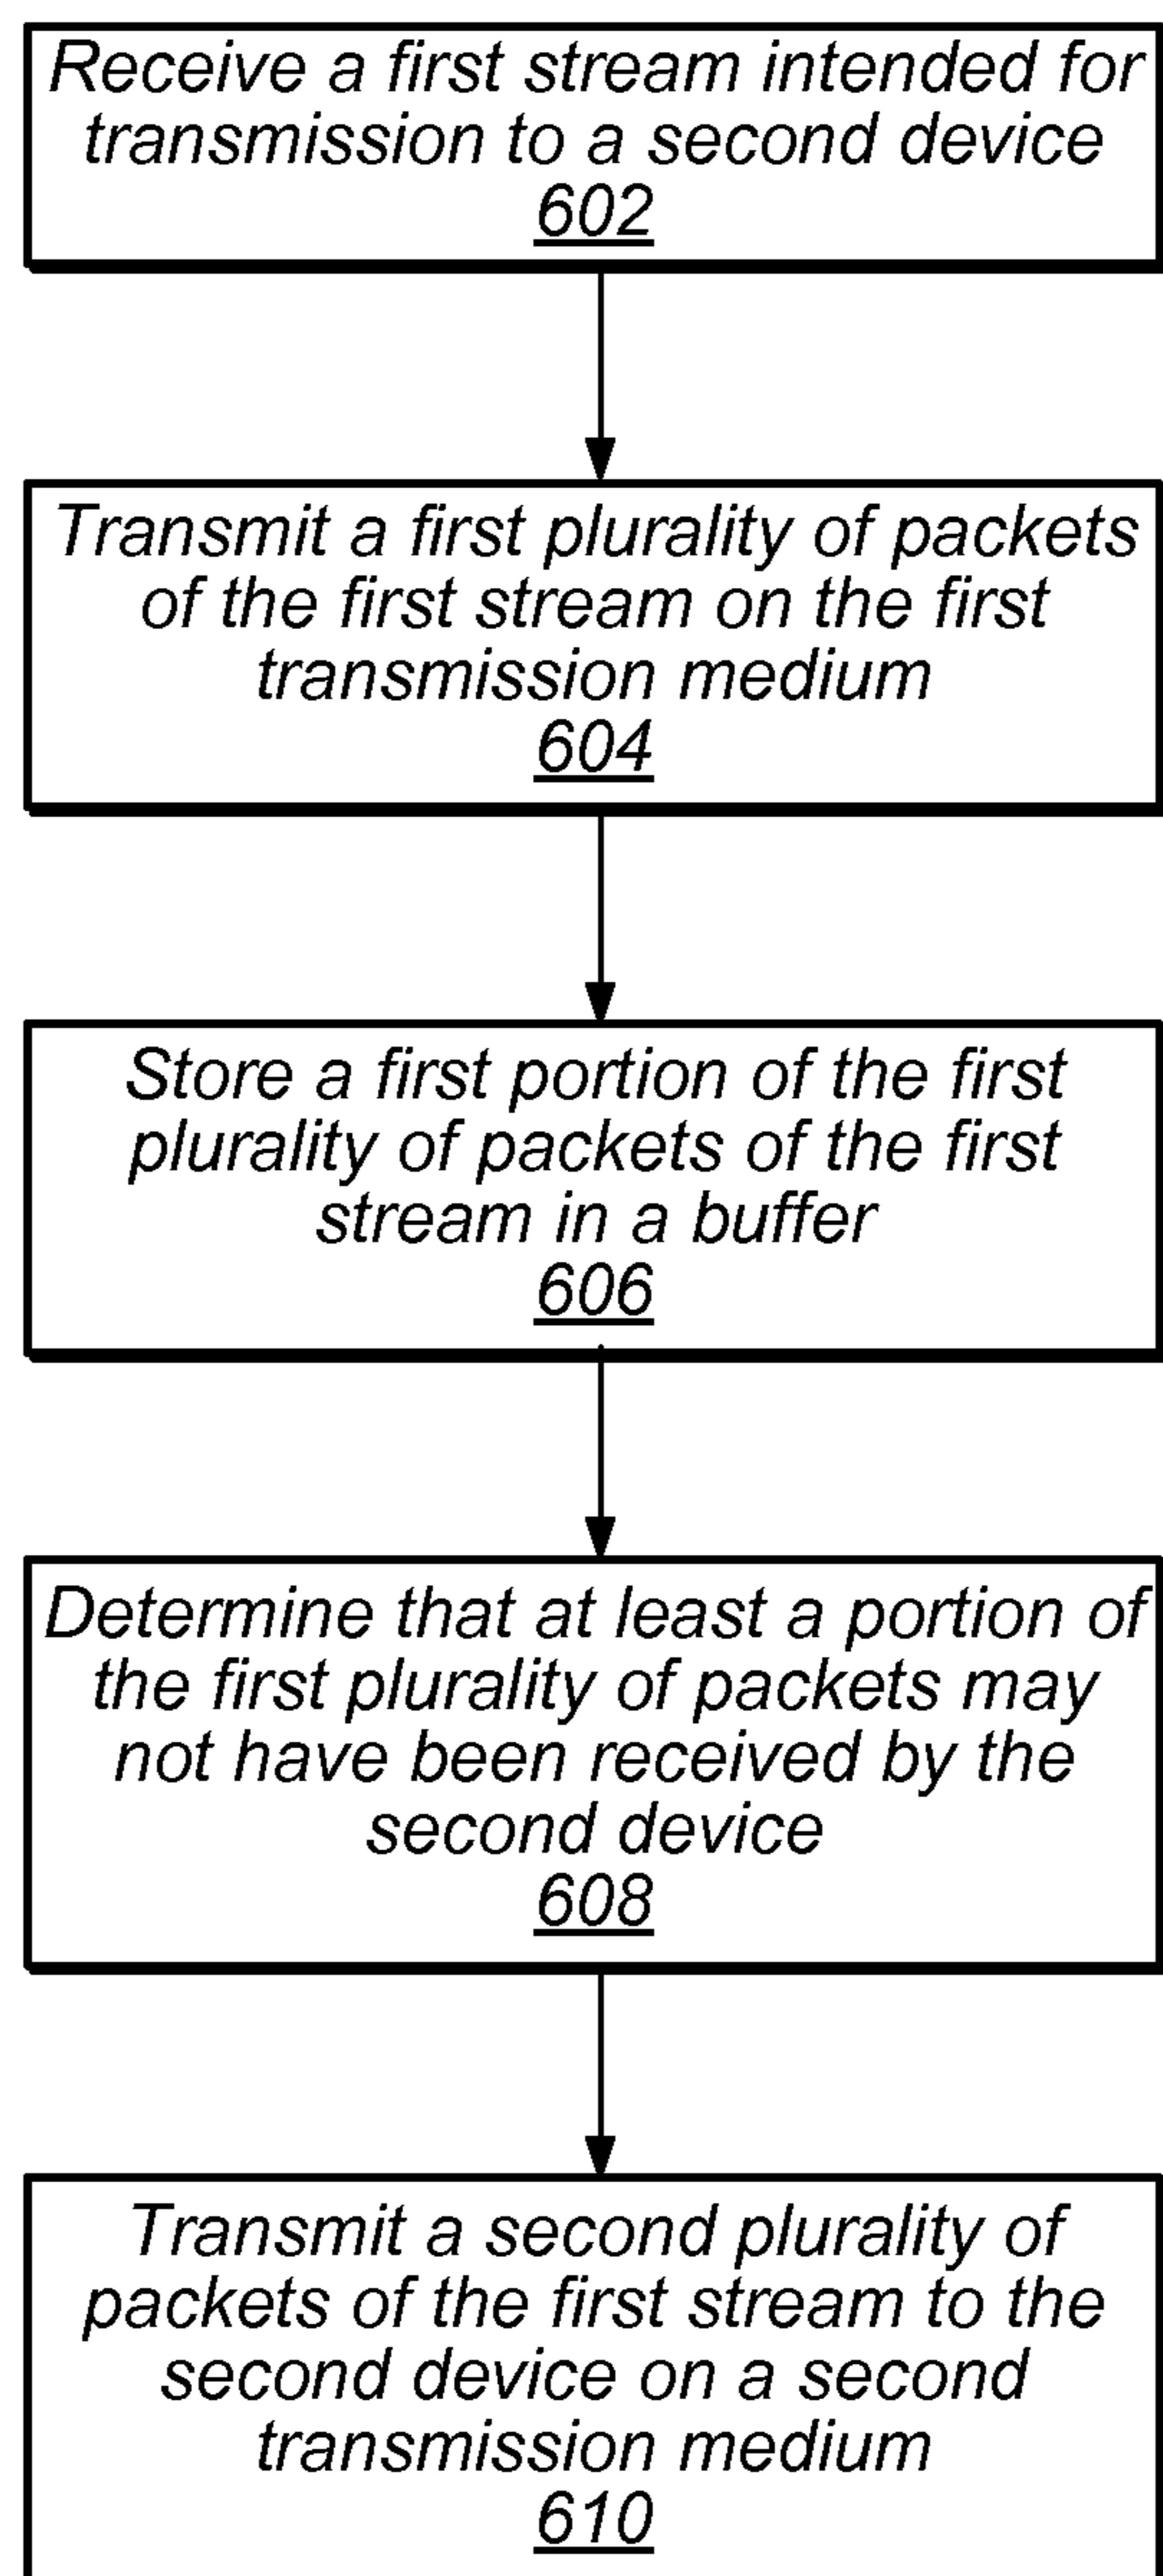 Receive a first stream intended for
transmission to a second device
602
Transmit a first plurality of packets
of the first stream on the first
transmission medium
604
Store a first portion of the first
plurality of packets of the first
stream in a buffer
606
Determine that at least a portion of
the first plurality of packets may
not have been received by the
second device
608
Transmit a second plurality of
packets of the first stream to the
second device on a second
transmission medium
610